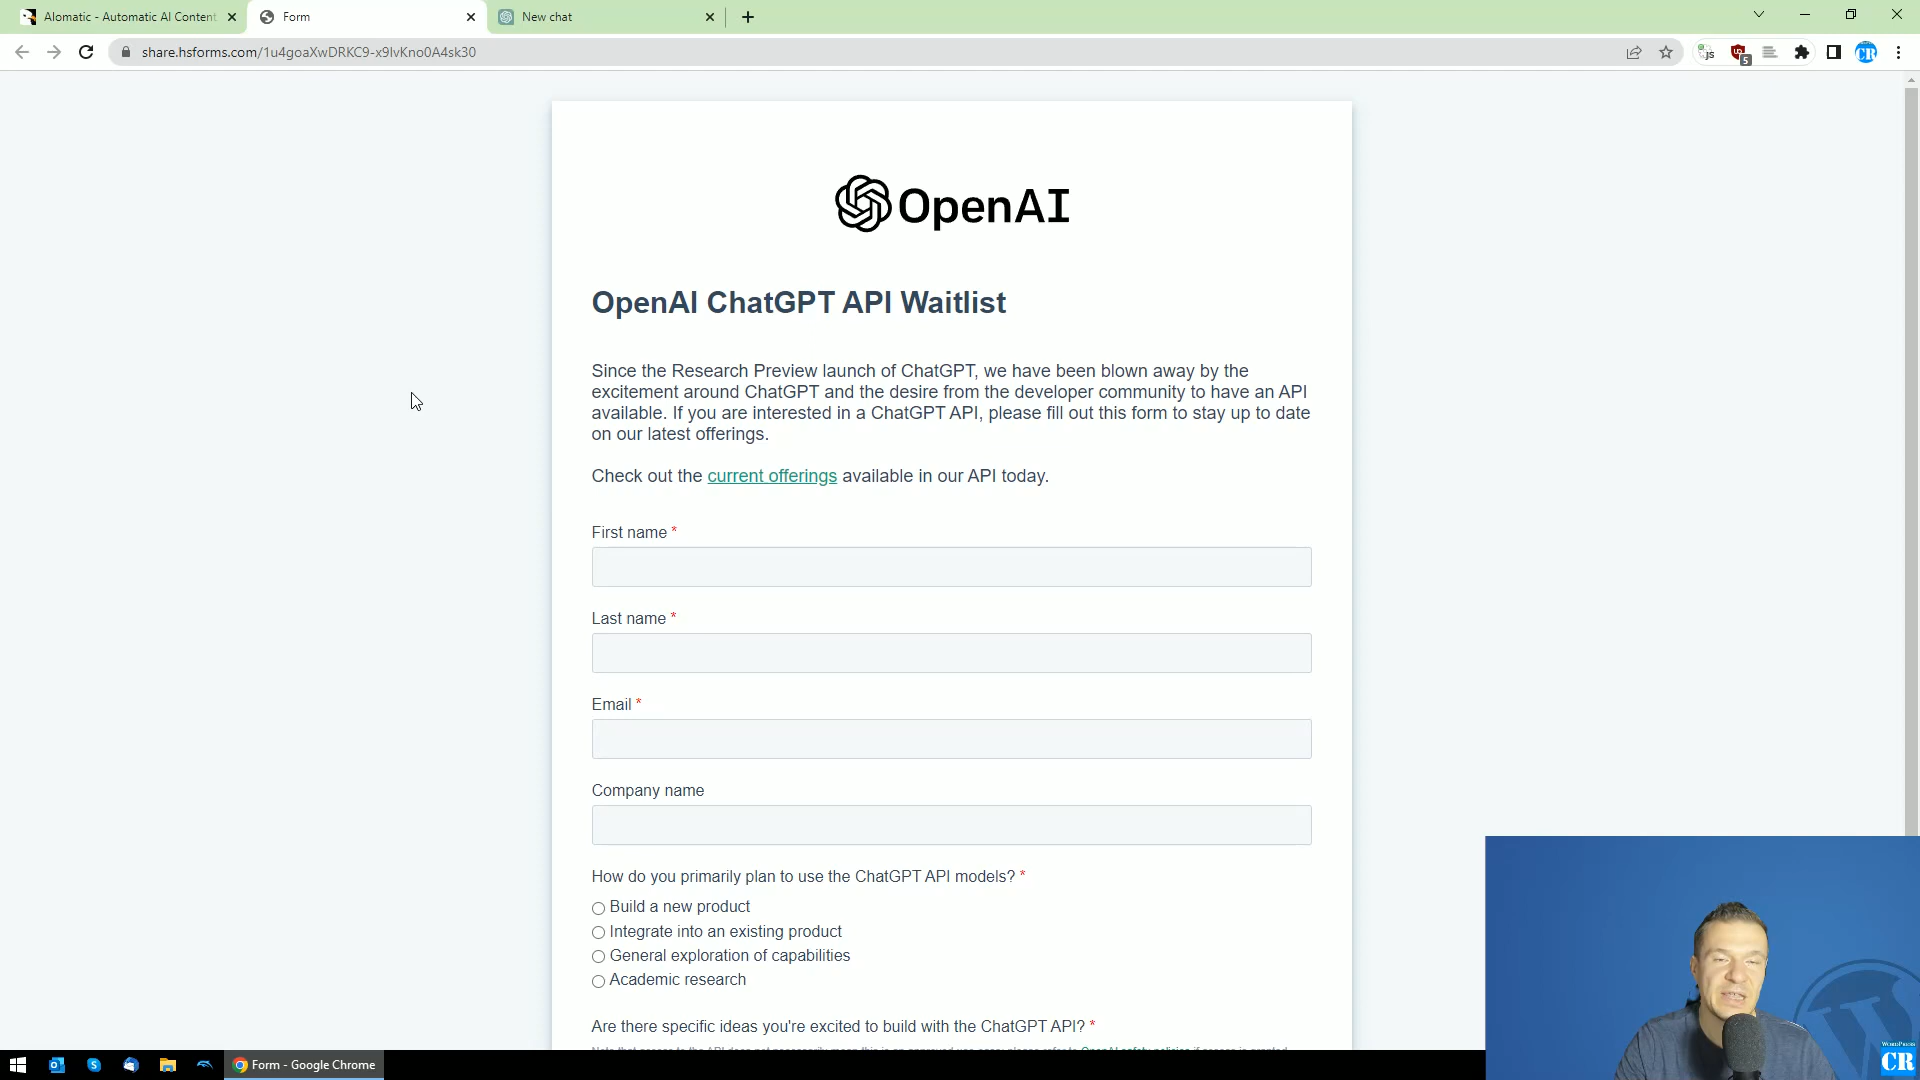 AIomatic - Automatic AI Content
Form
New chat
share.hsforms.com/1u4goaXwDRKC9-x9IvKno0A4sk30
JS
5
CR
OpenAI
OpenAI ChatGPT API Waitlist
Since the Research Preview launch of ChatGPT, we have been blown away by the
excitement around ChatGPT and the desire from the developer community to have an API
available. If you are interested in a ChatGPT API, please fill out this form to stay up to date
on our latest offerings.
Check out the current offerings available in our API today.
First name *
Last name *
Email *
Company name
How do you primarily plan to use the ChatGPT API models? *
Build a new product
Integrate into an existing product
General exploration of capabilities
Academic research
Are there specific ideas you're excited to build with the ChatGPT API? *
Form - Google Chrome
WORDPRESS
CR